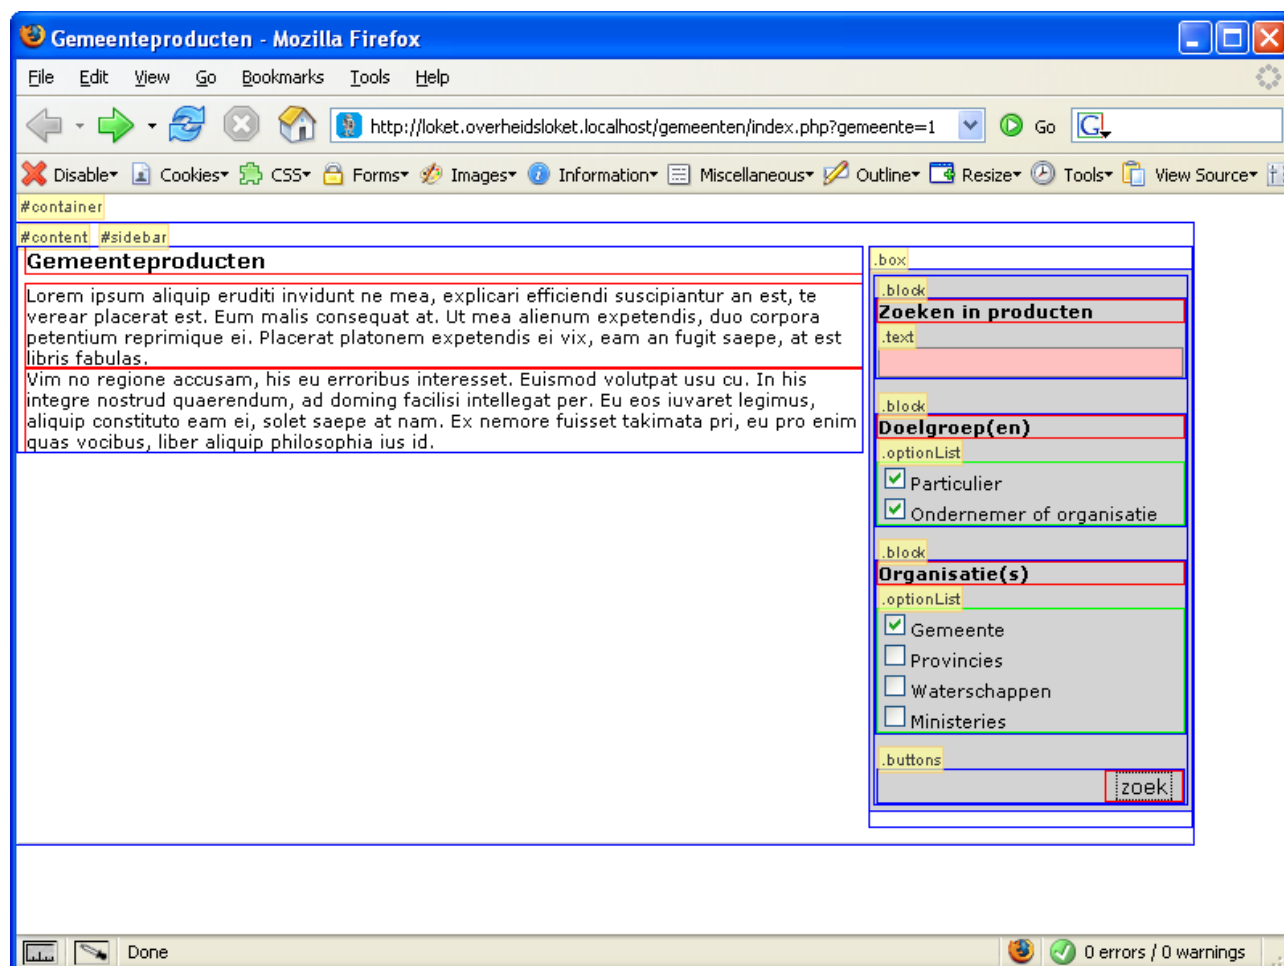 Gemeenteproducten - Mozilla Firefox
File Edit View Go Bookmarks Tools Help
http://loket.overheidsloket.localhost/gemeenten/index.php?gemeente=1 Go G
Disable Cookies CSS Forms Images Information Miscellaneous Outline Resize Tools View Source
#container
#content #sidebar
Gemeenteproducten
Lorem ipsum aliquip eruditi invidunt ne mea, explicari efficiendi suscipiantur an est, te
verear placerat est. Eum malis consequat at. Ut mea alienum expetendis, duo corpora
petentium reprimique ei. Placerat platonem expetendis ei vix, eam an fugit saepe, at est
libris fabulas.
Vim no regione accusam, his eu erroribus interesset. Euismod volutpat usu cu. In his
integre nostrud quaerendum, ad doming facilisi intellegat per. Eu eos iuvaret legimus,
aliquip constituto eam ei, solet saepe at nam. Ex nemore fuisset takimata pri, eu pro enim
quas vocibus, liber aliquip philosophia ius id.
.box
.block
Zoeken in producten
.text
.block
Doelgroep(en)
.optionList
Particulier
Ondernemer of organisatie
.block
Organisatie(s)
.optionList
Gemeente
Provincies
Waterschappen
Ministeries
.buttons
zoek
Done
0 errors / 0 warnings